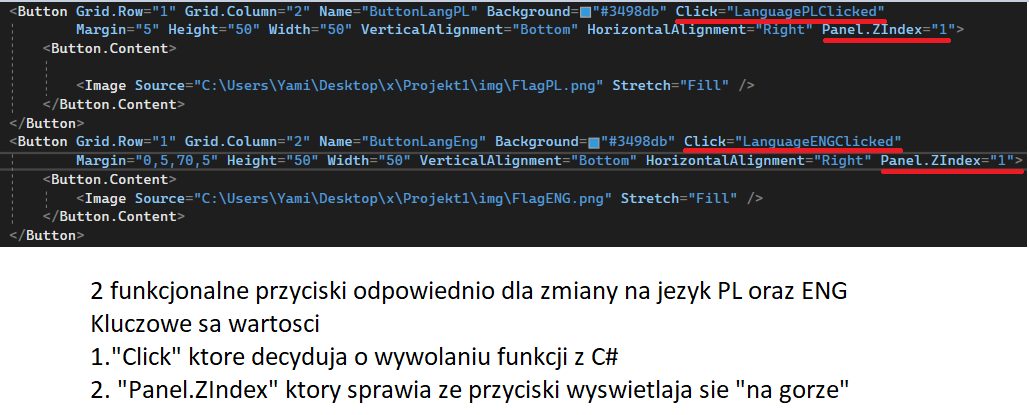 <Button Grid.Row="1" Grid.Column="2" Name="ButtonLangPL" Background="#3498db" Click="LanguagePLClicked"
Margin="5" Height="50" Width="50" VerticalAlignment="Bottom" HorizontalAlignment="Right" Panel.ZIndex="1">
<Button.Content>
<Image Source="C:\Users\Yami\Desktop\x\Projekt1\img\FlagPL.png" Stretch="Fill" />
</Button.Content>
</Button>
<Button Grid.Row="1" Grid.Column="2" Name="ButtonLangEng" Background="#3498db" Click="LanguageENGClicked"
Margin="0,5,70,5" Height="50" Width="50" VerticalAlignment="Bottom" HorizontalAlignment="Right" Panel.ZIndex="1">
<Button.Content>
<Image Source="C:\Users\Yami\Desktop\x\Projekt1\img\FlagENG.png" Stretch="Fill" />
</Button.Content>
</Button>
2 funkcjonalne przyciski odpowiednio dla zmiany na jezyk PL oraz ENG
Kluczowe sa wartosci
1."Click" ktore decyduja o wywolaniu funkcji z C#
2. "Panel.ZIndex" ktory sprawia ze przyciski wyswietlaja sie "na gorze"